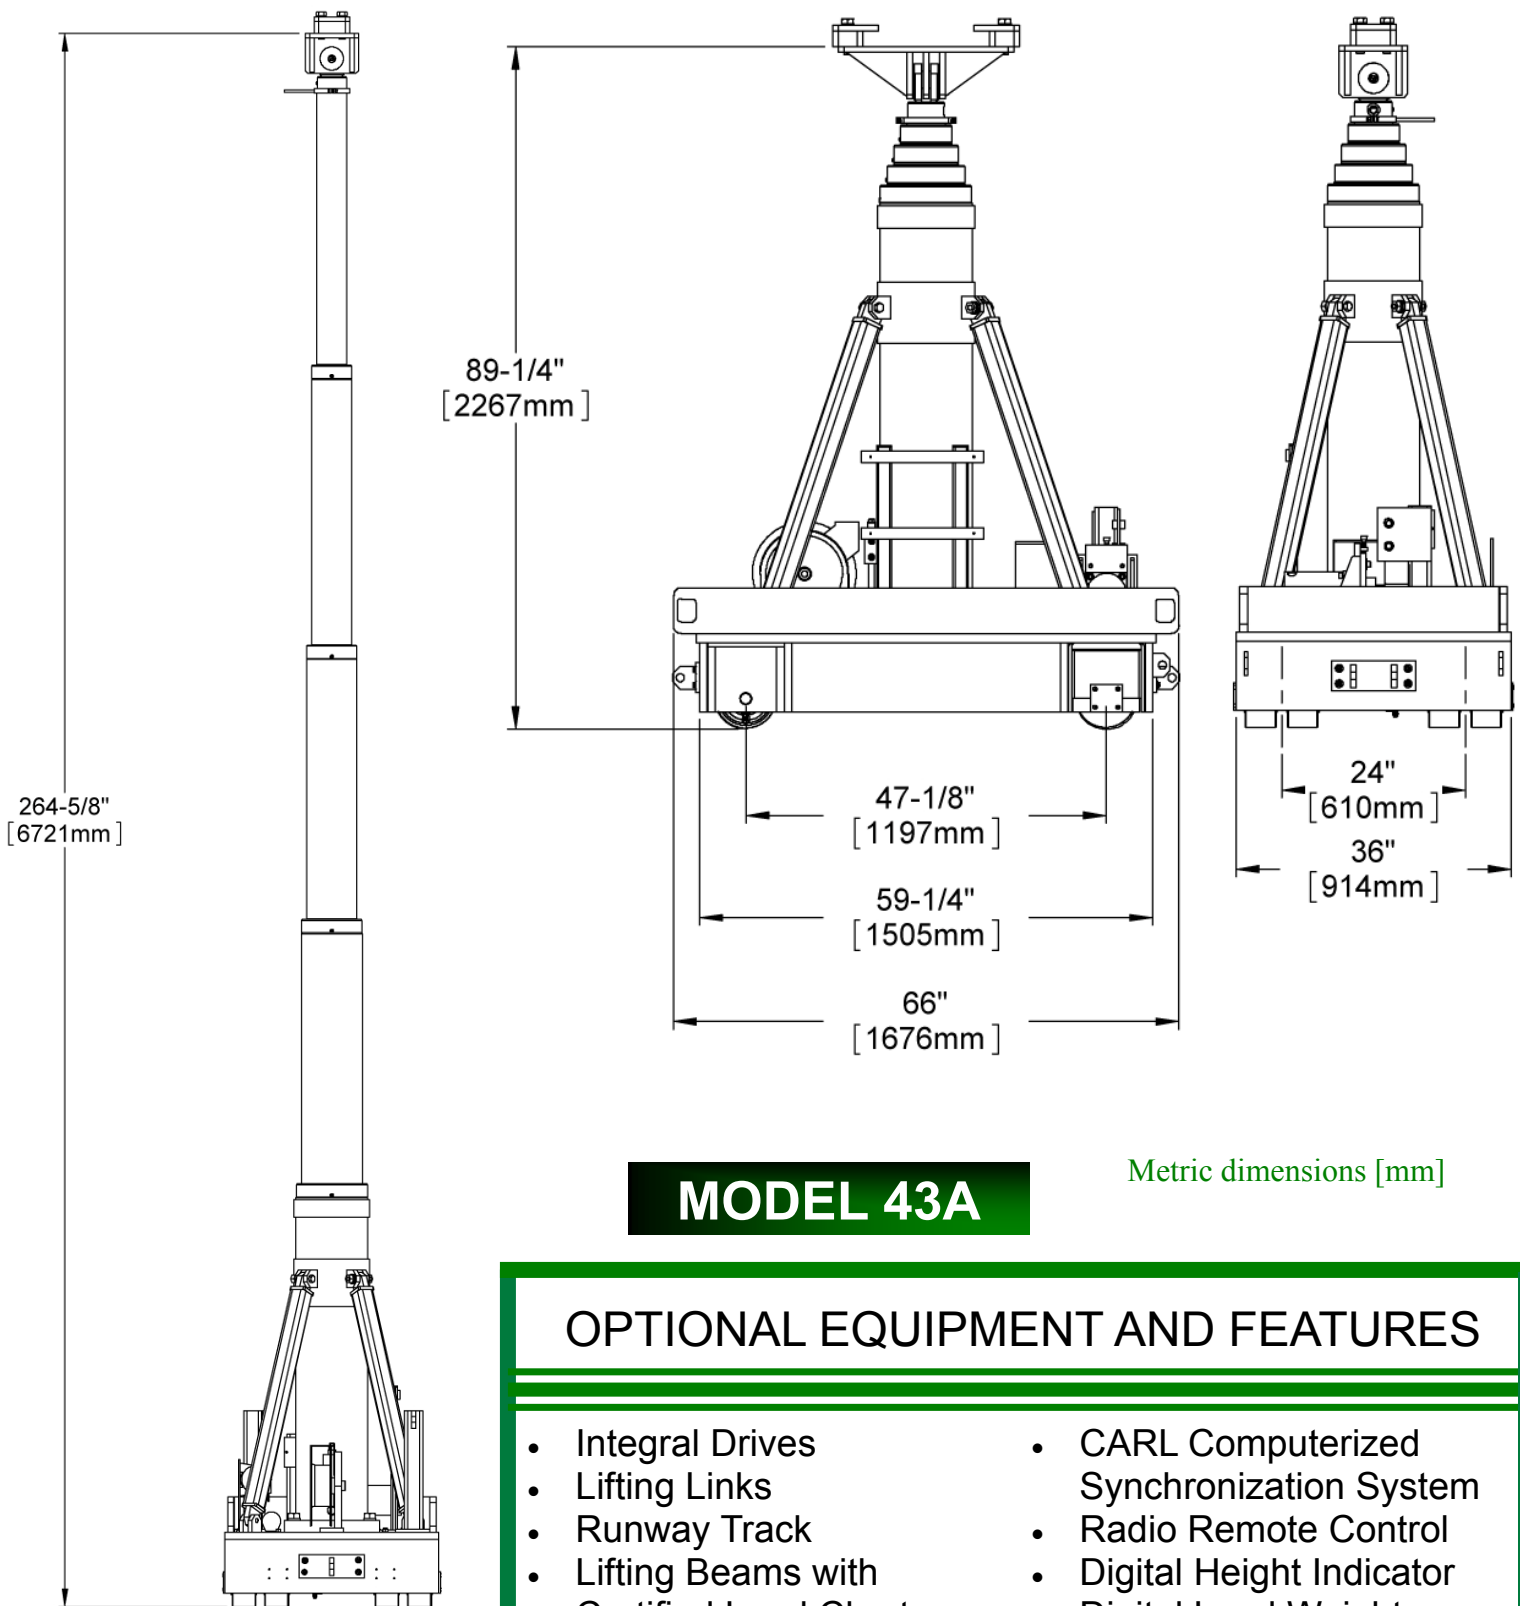 89-1/4"
[2267mm]
264-5/8"
[6721mm]
47-1/8"
[1197mm]
59-1/4"
[1505mm]
66"
[1676mm]
24"
[610mm]
36"
[914mm]
MODEL 43A
Metric dimensions [mm]
OPTIONAL EQUIPMENT AND FEATURES
• Integral Drives
• Lifting Links
• Runway Track
• Lifting Beams with
• CARL Computerized
Synchronization System
• Radio Remote Control
• Digital Height Indicator